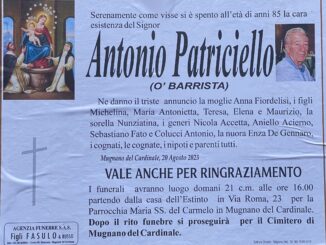 Serenamente come visse si è spento all'età di anni 85 la cara
esistenza del Signor
Antonio Patriciello
(O' BARRISTA)
Ne danno il triste annuncio la moglie Anna Fiordelisi, i figli
Michelina, Maria Antonietta, Teresa, Elena e Maurizio, la
sorella Nunziatina, i generi Nicola Accetta, Aniello Acierno,
Sebastiano Fato e Colucci Antonio, la nuora Enza De Gennaro,
i cognati, le cognate, i nipoti e parenti tutti.
Mugnano del Cardinale, 20 Agosto 2023
VALE ANCHE PER RINGRAZIAMENTO
I funerali avranno luogo domani 21 c.m. alle ore 16.00
partendo dalla casa dell'Estinto in Via Roma, 23 per la
Parrocchia Maria SS. del Carmelo in Mugnano del Cardinale.
Dopo il rito funebre si proseguirà per il Cimitero di
Mugnano del Cardinale.
AGENZIA FUNEBRE S.A.S.
Figli FASULO